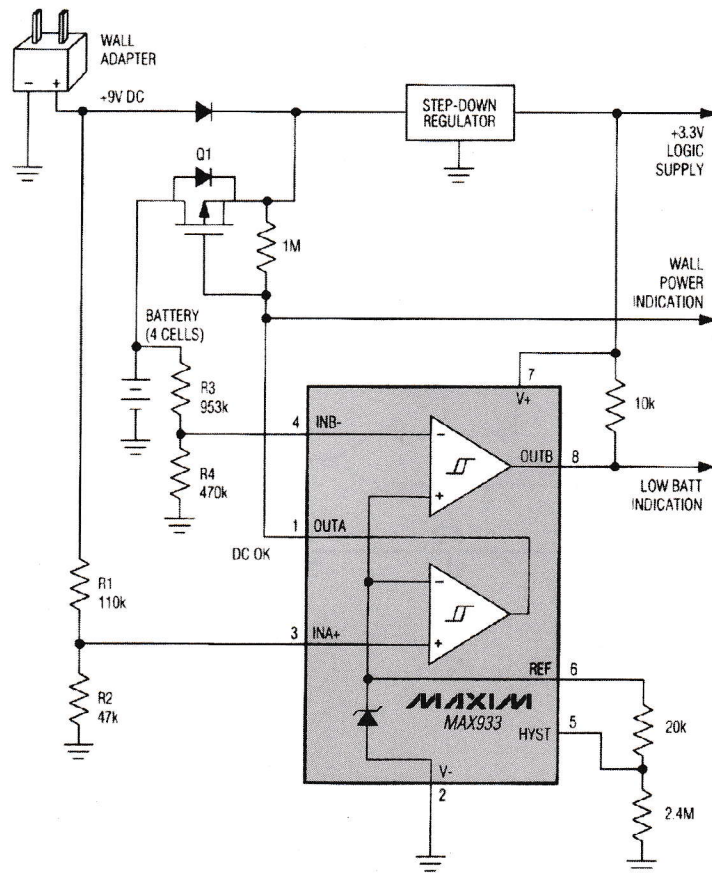 WALL
ADAPTER
- +
+9V DC
STEP-DOWN
REGULATOR
+3.3V
LOGIC
SUPPLY
Q1
1M
WALL
POWER
INDICATION
BATTERY
(4 CELLS)
7
V+
R3
953k
10k
4 INB-
-
OUTB 8
R4
470k
+
LOW BATT
INDICATION
1 OUTA
DC OK
R1
110k
-
3 INA+
+
REF 6
R2
47k
MAXIM
MAX933
5
HYST
20k
V-
2
2.4M